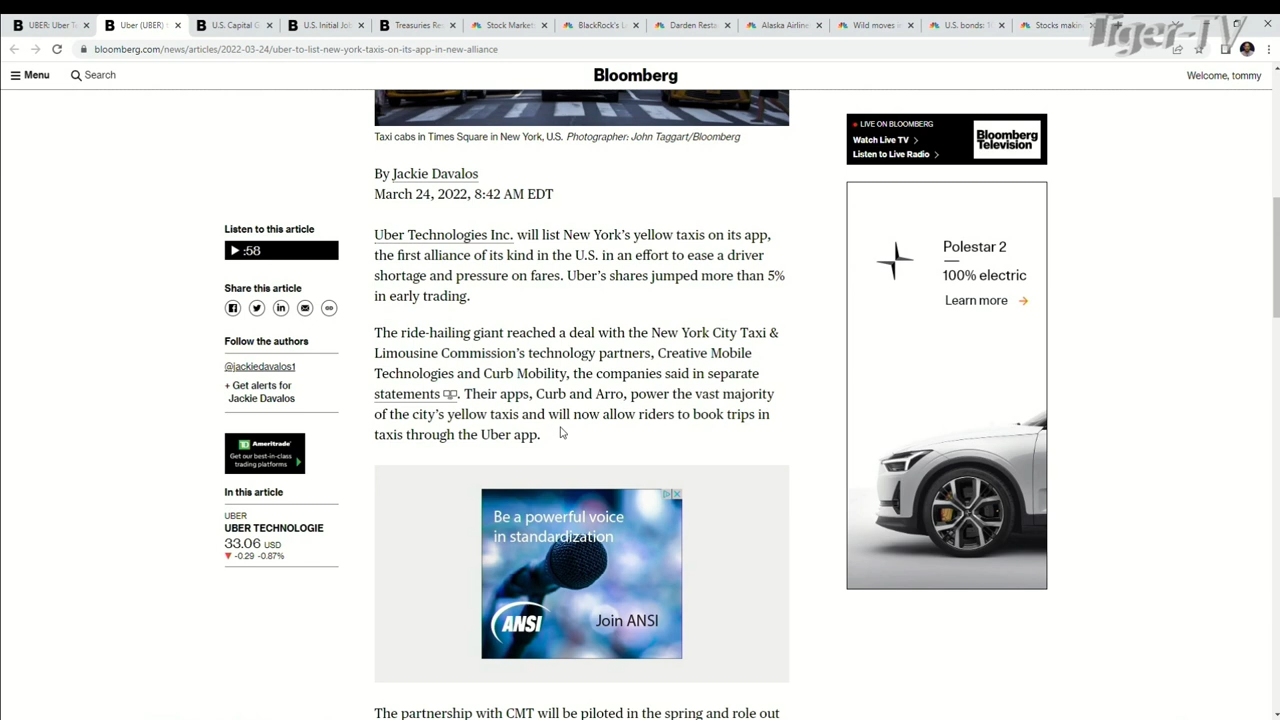 UBER: Uber Te
Uber (UBER) S
U.S. Capital G
U.S. Initial Job
Treasuries Re
Stock Market
BlackRock's L
Darden Resta
Alaska Airline
Wild moves i
U.S. bonds: 1
Stocks makin
Tiger-TV
bloomberg.com/news/articles/2022-03-24/uber-to-list-new-york-taxis-on-its-app-in-new-alliance
Menu
Search
Bloomberg
Welcome, tommy
Taxi cabs in Times Square in New York, U.S. Photographer: John Taggart/Bloomberg
By Jackie Davalos
March 24, 2022, 8:42 AM EDT
Listen to this article
:58
Share this article
Follow the authors
@jackiedavalos1
+ Get alerts for
Jackie Davalos
TD Ameritrade
Get our best-in-class
trading platforms
In this article
UBER
UBER TECHNOLOGIE
33.06 USD
▼ -0.29 -0.87%
Uber Technologies Inc. will list New York's yellow taxis on its app,
the first alliance of its kind in the U.S. in an effort to ease a driver
shortage and pressure on fares. Uber's shares jumped more than 5%
in early trading.
The ride-hailing giant reached a deal with the New York City Taxi &
Limousine Commission's technology partners, Creative Mobile
Technologies and Curb Mobility, the companies said in separate
statements. Their apps, Curb and Arro, power the vast majority
of the city's yellow taxis and will now allow riders to book trips in
taxis through the Uber app.
Be a powerful voice
in standardization
ANSI
Join ANSI
The partnership with CMT will be piloted in the spring and role out
LIVE ON BLOOMBERG
Watch Live TV
Listen to Live Radio
Bloomberg
Television
Polestar 2
100% electric
Learn more